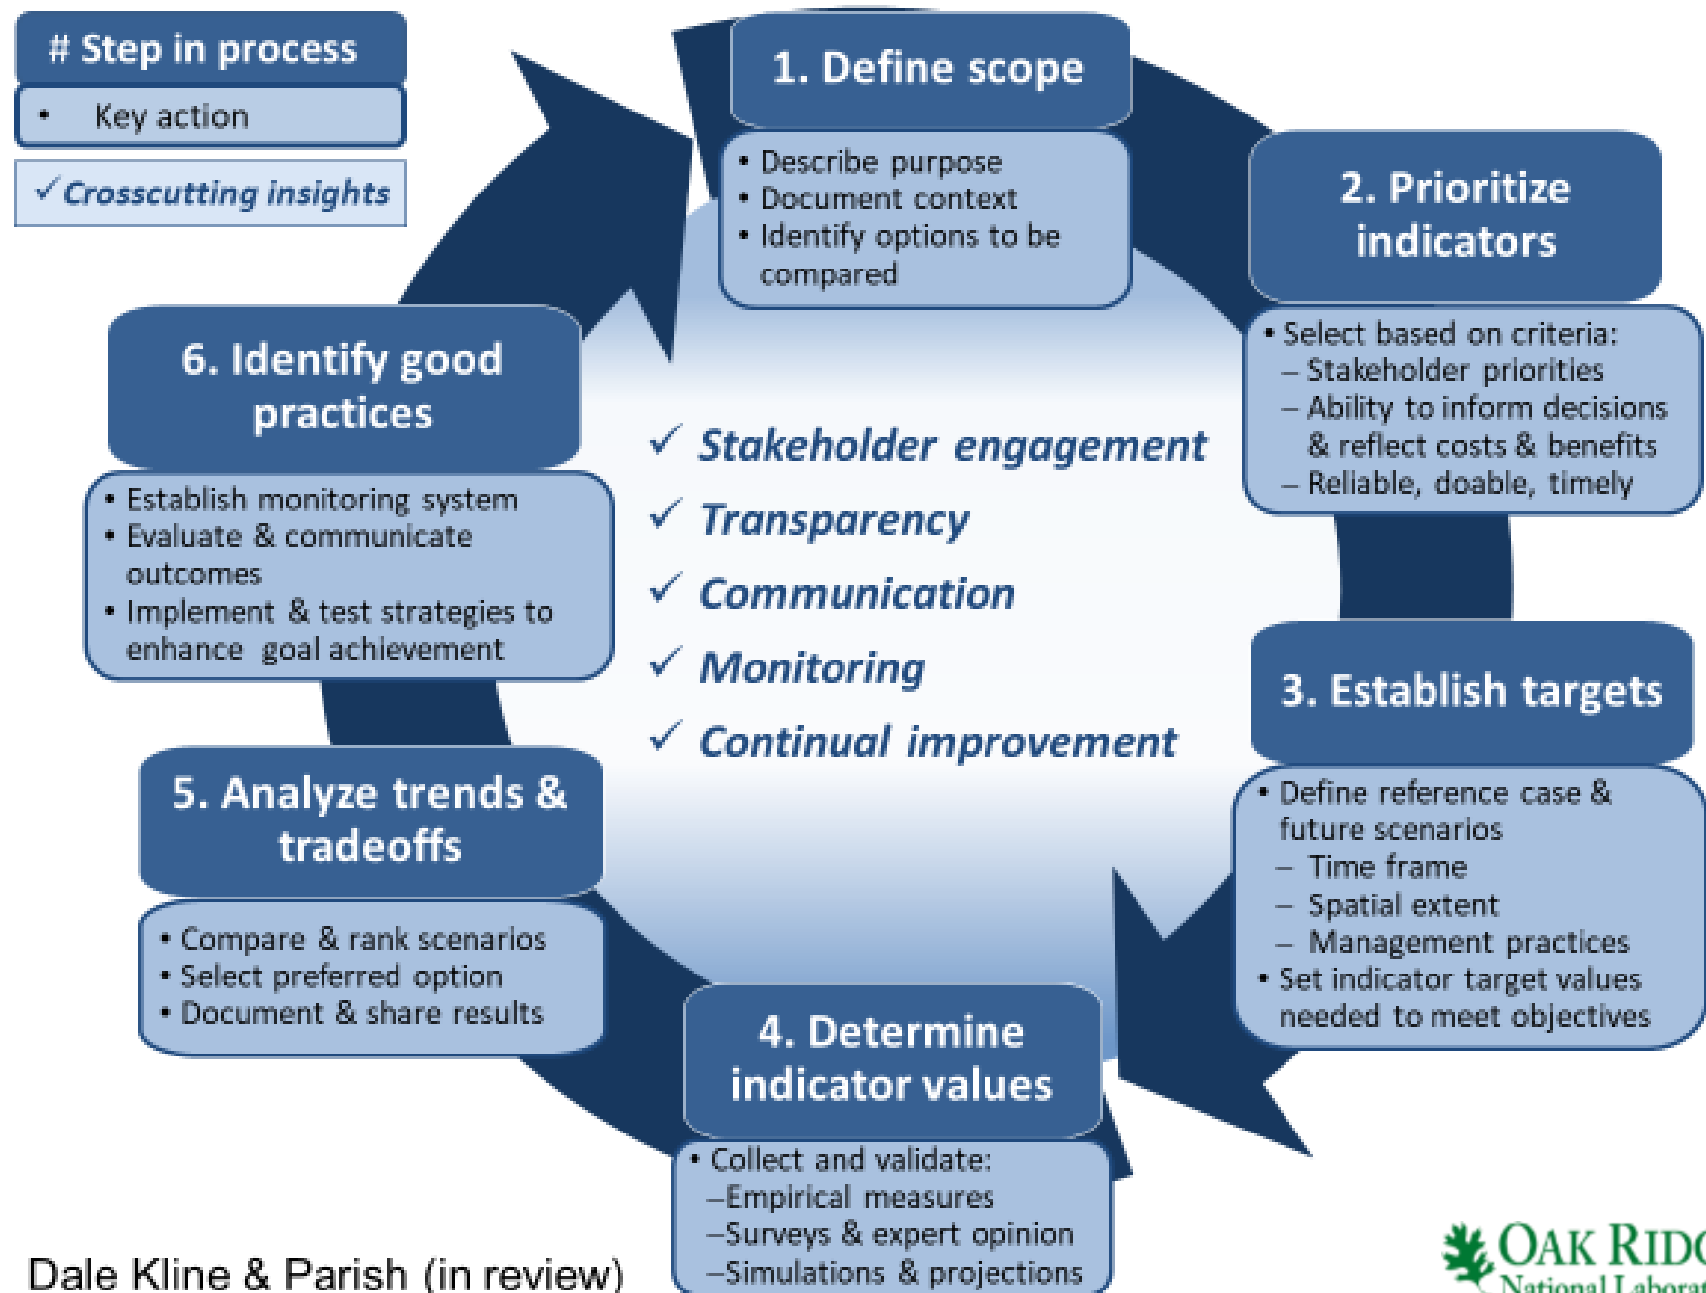 # Step in process
• Key action
✓ Crosscutting insights
1. Define scope
• Describe purpose
• Document context
• Identify options to be
compared
2. Prioritize
indicators
• Select based on criteria:
– Stakeholder priorities
– Ability to inform decisions
& reflect costs & benefits
– Reliable, doable, timely
3. Establish targets
• Define reference case &
future scenarios
– Time frame
– Spatial extent
– Management practices
• Set indicator target values
needed to meet objectives
4. Determine
indicator values
• Collect and validate:
–Empirical measures
–Surveys & expert opinion
–Simulations & projections
5. Analyze trends &
tradeoffs
• Compare & rank scenarios
• Select preferred option
• Document & share results
6. Identify good
practices
• Establish monitoring system
• Evaluate & communicate
outcomes
• Implement & test strategies to
enhance goal achievement
✓ Stakeholder engagement
✓ Transparency
✓ Communication
✓ Monitoring
✓ Continual improvement
Dale Kline & Parish (in review)
OAK
National